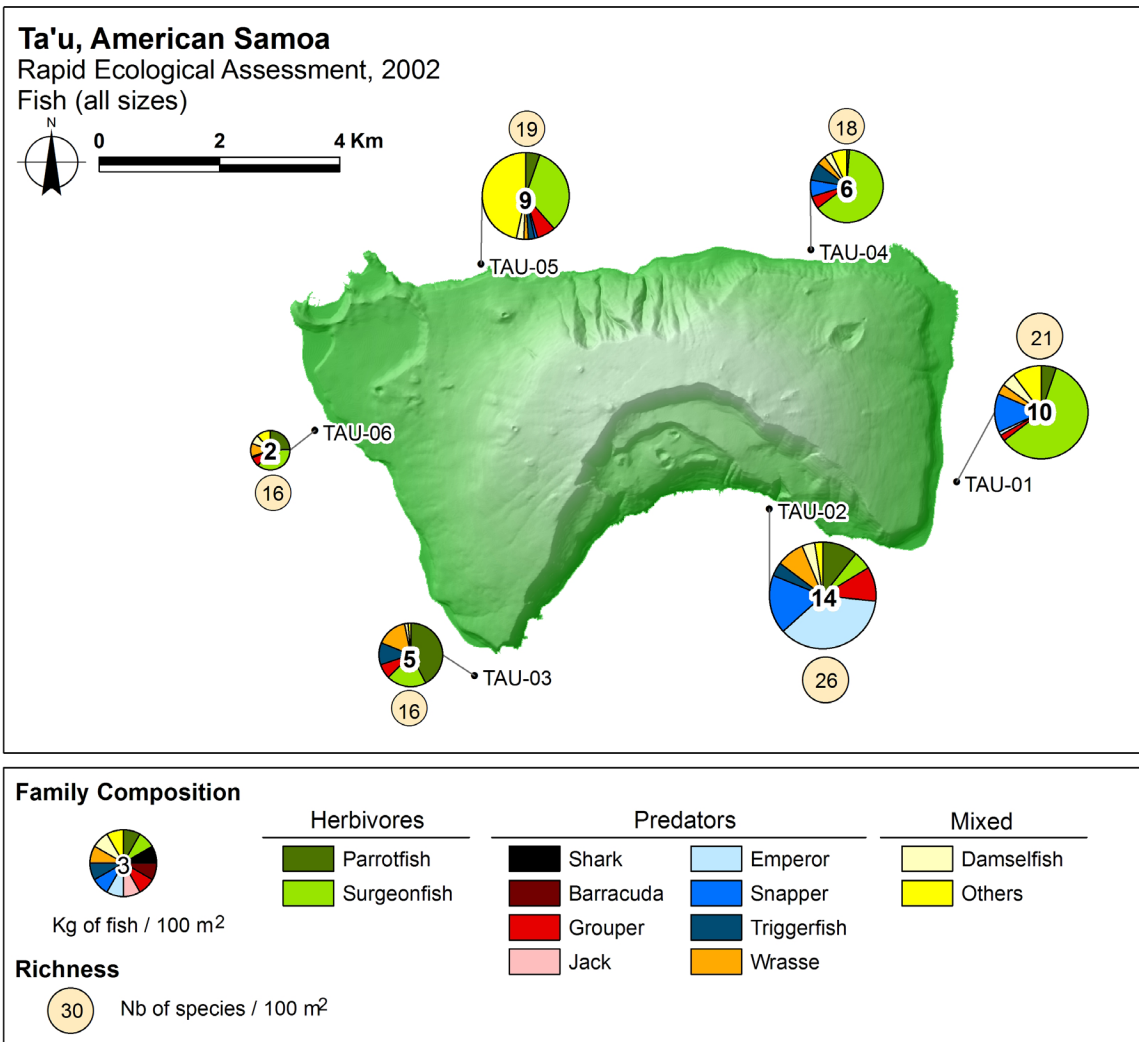 Ta'u, American Samoa
Rapid Ecological Assessment, 2002
Fish (all sizes)
N
0 2 4 Km
19
9
TAU-05
18
6
TAU-04
21
10
TAU-01
2
TAU-06
16
TAU-02
14
26
5
TAU-03
16
Family Composition
3
Kg of fish / 100 m²
Richness
30
Nb of species / 100 m²
Herbivores
Parrotfish
Surgeonfish
Predators
Shark
Barracuda
Grouper
Jack
Emperor
Snapper
Triggerfish
Wrasse
Mixed
Damselfish
Others